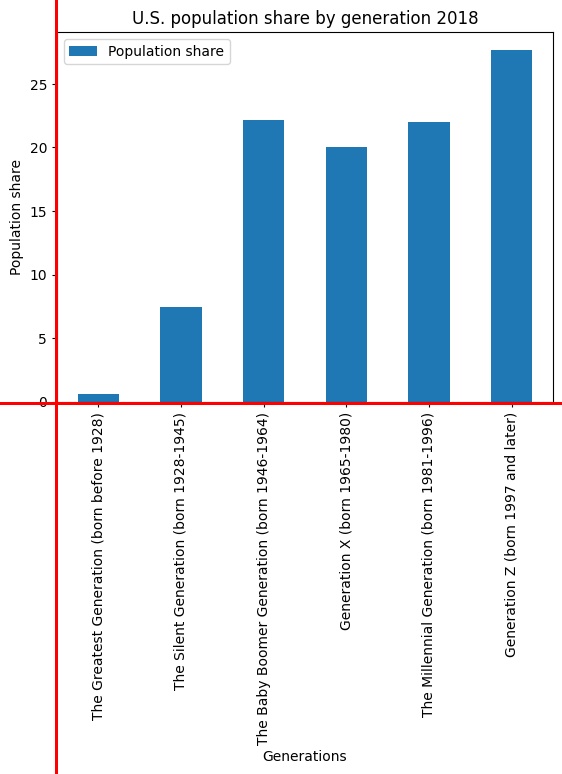 U.S. population share by generation 2018
Population share
25
20
15
10
5
0
Population share
The Greatest Generation (born before 1928)
The Silent Generation (born 1928-1945)
The Baby Boomer Generation (born 1946-1964)
Generation X (born 1965-1980)
The Millennial Generation (born 1981-1996)
Generation Z (born 1997 and later)
Generations